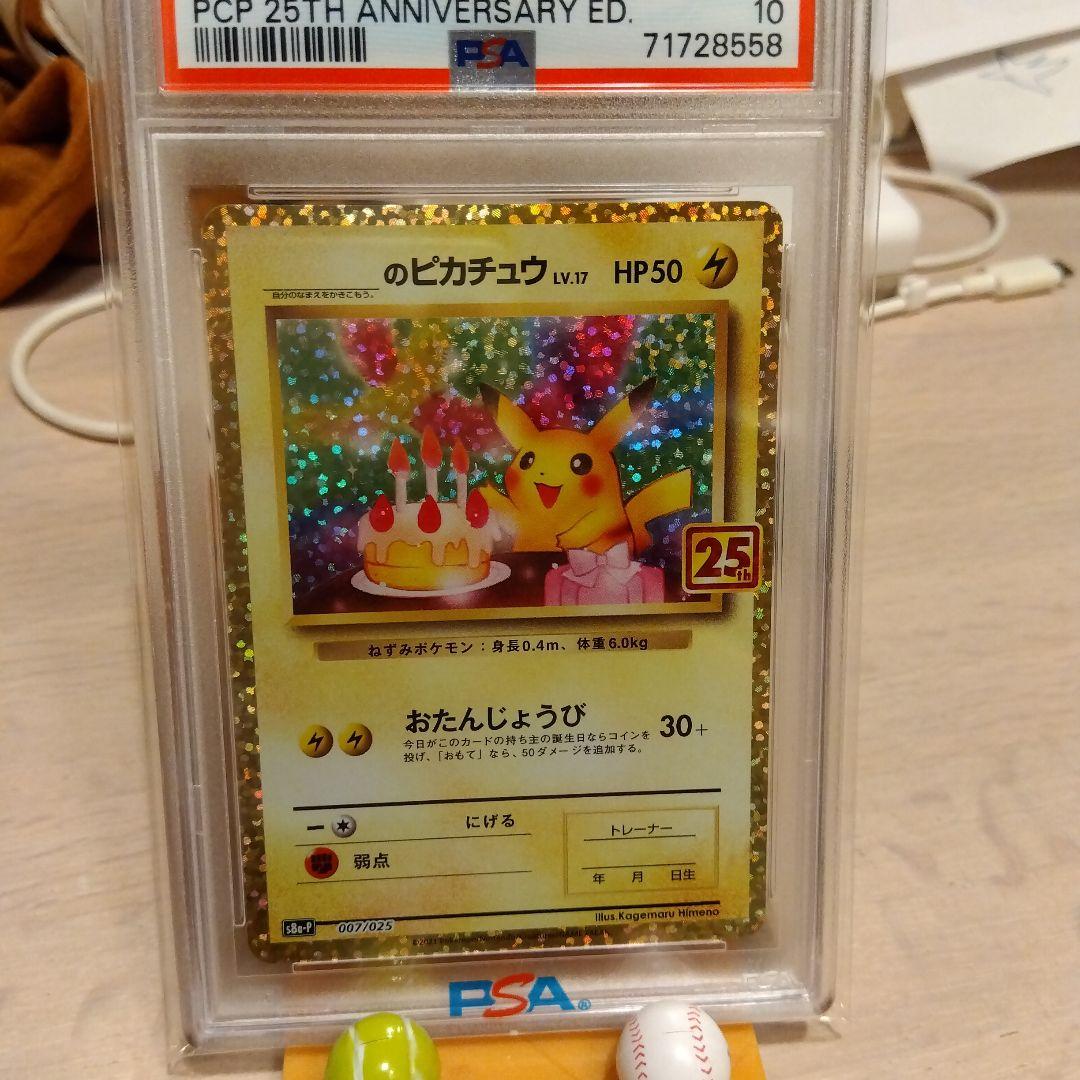 PCP 25TH ANNIVERSARY ED. 10
PSA 71728558
のピカチュウ LV.17 HP50
自分のなまえをかきこもう。
25th
ねずみポケモン：身長0.4m、体重6.0kg
おたんじょうび 30+
今日がこのカードの持ち主の誕生日ならコインを
投げ、「おもて」なら、50ダメージを追加する。
にげる
弱点
トレーナー
年 月 日生
Illus.Kagemaru Himeno
s8a-P 007/025
PSA®